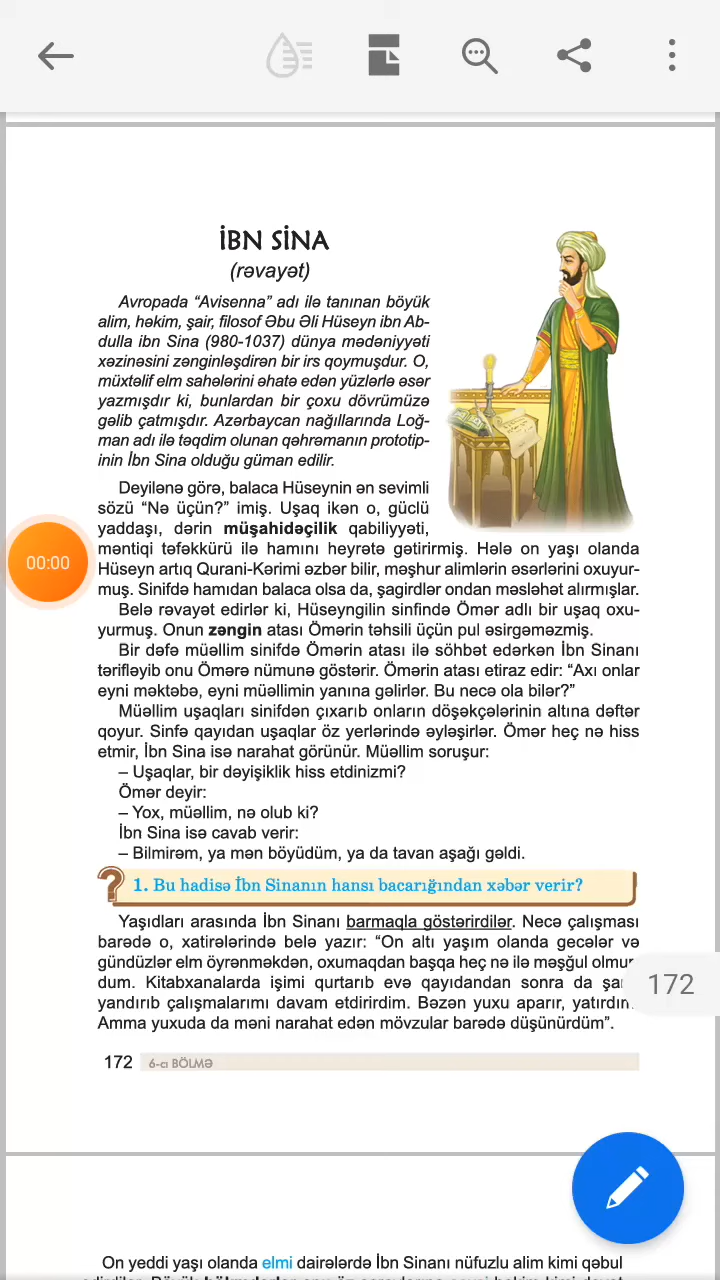 İBN SİNA
(rəvayət)
Avropada “Avisenna” adı ilə tanınan böyük
alim, həkim, şair, filosof Əbu Əli Hüseyn ibn Ab-
dulla ibn Sina (980-1037) dünya mədəniyyəti
xəzinəsini zənginləşdirən bir irs qoymuşdur. O,
müxtəlif elm sahələrini əhatə edən yüzlərlə əsər
yazmışdır ki, bunlardan bir çoxu dövrümüzə
gəlib çatmışdır. Azərbaycan nağıllarında Loğ-
man adı ilə təqdim olunan qəhrəmanın prototip-
inin İbn Sina olduğu güman edilir.
Deyilənə görə, balaca Hüseynin ən sevimli
sözü “Nə üçün?” imiş. Uşaq ikən o, güclü
yaddaşı, dərin müşahidəçilik qabiliyyəti,
məntiqi təfəkkürü ilə hamını heyrətə gətirirmiş. Hələ on yaşı olanda
00:00
Hüseyn artıq Qurani-Kərimi əzbər bilir, məşhur alimlərin əsərlərini oxuyur-
muş. Sinifdə hamıdan balaca olsa da, şagirdlər ondan məsləhət alırmışlar.
Belə rəvayət edirlər ki, Hüseyngilin sinfində Ömər adlı bir uşaq oxu-
yurmuş. Onun zəngin atası Ömərin təhsili üçün pul əsirgəməzmiş.
Bir dəfə müəllim sinifdə Ömərin atası ilə söhbət edərkən İbn Sinanı
tərifləyib onu Ömərə nümunə göstərir. Ömərin atası etiraz edir: “Axı onlar
eyni məktəbə, eyni müəllimin yanına gəlirlər. Bu necə ola bilər?”
Müəllim uşaqları sinifdən çıxarıb onların döşəkçələrinin altına dəftər
qoyur. Sinfə qayıdan uşaqlar öz yerlərində əyləşirlər. Ömər heç nə hiss
etmir, İbn Sina isə narahat görünür. Müəllim soruşur:
– Uşaqlar, bir dəyişiklik hiss etdinizmi?
Ömər deyir:
– Yox, müəllim, nə olub ki?
İbn Sina isə cavab verir:
– Bilmirəm, ya mən böyüdüm, ya da tavan aşağı gəldi.
? 1. Bu hadisə İbn Sinanın hansı bacarığından xəbər verir?
Yaşıdları arasında İbn Sinanı barmaqla göstərirdilər. Necə çalışması
barədə o, xatirələrində belə yazır: “On altı yaşım olanda gecələr və
gündüzlər elm öyrənməkdən, oxumaqdan başqa heç nə ilə məşğul olmur-
dum. Kitabxanalarda işimi qurtarıb evə qayıdandan sonra da
172
yandırıb çalışmalarımı davam etdirirdim. Bəzən yuxu aparır, yatırdım.
Amma yuxuda da məni narahat edən mövzular barədə düşünürdüm”.
172 6-cı BÖLMƏ
On yeddi yaşı olanda elmi dairələrdə İbn Sinanı nüfuzlu alim kimi qəbul